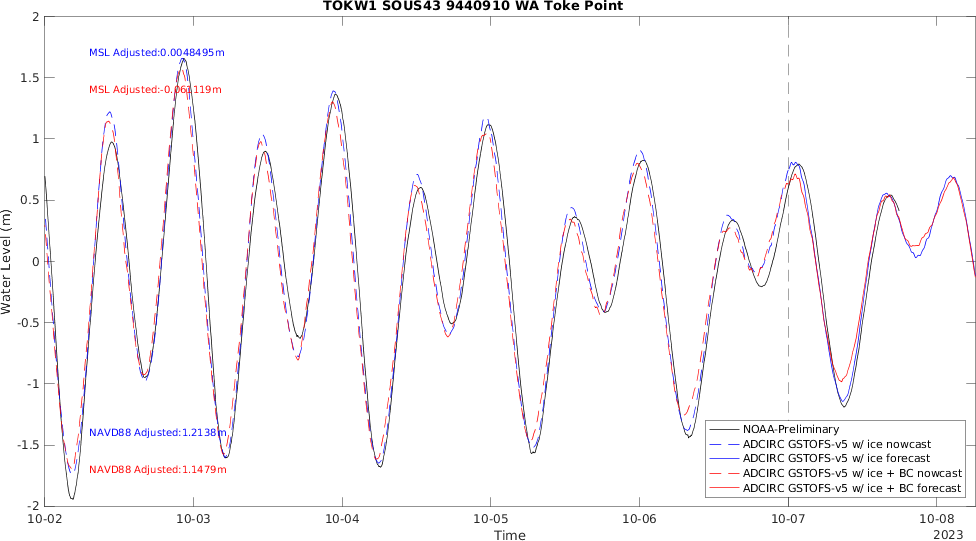 TOKW1 SOUS43 9440910 WA Toke Point
2
1.5
1
0.5
0
-0.5
-1
-1.5
-2
Water Level (m)
MSL Adjusted:0.0048495m
MSL Adjusted:-0.061119m
NAVD88 Adjusted:1.2138m
NAVD88 Adjusted:1.1479m
NOAA-Preliminary
ADCIRC GSTOFS-v5 w/ ice nowcast
ADCIRC GSTOFS-v5 w/ ice forecast
ADCIRC GSTOFS-v5 w/ ice + BC nowcast
ADCIRC GSTOFS-v5 w/ ice + BC forecast
10-02 10-03 10-04 10-05 10-06 10-07 10-08
Time
2023